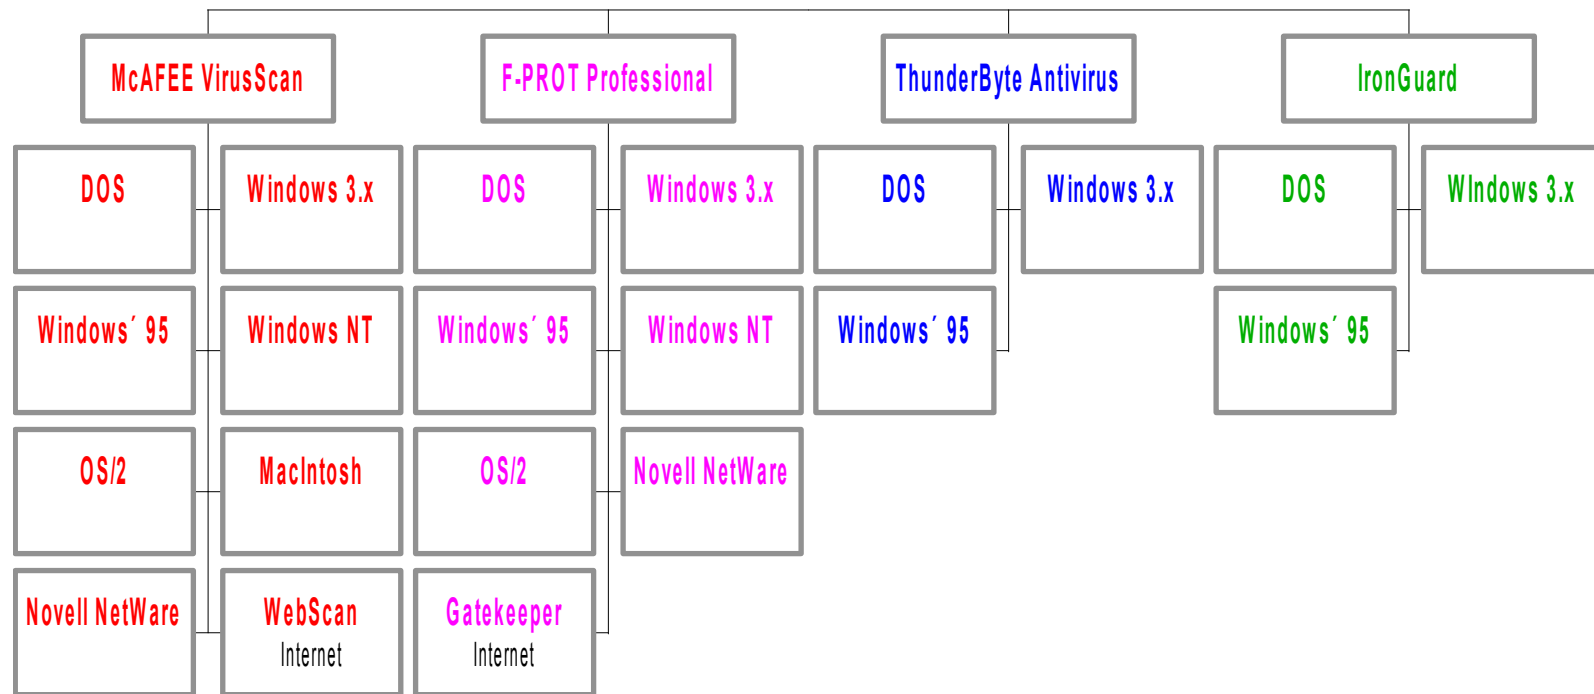 McAFEE VirusScan
F-PROT Professional
ThunderByte Antivirus
IronGuard
DOS
Windows 3.x
DOS
Windows 3.x
DOS
Windows 3.x
DOS
WIndows 3.x
Windows´ 95
Windows NT
Windows´ 95
Windows NT
Windows´ 95
Windows´ 95
OS/2
MacIntosh
OS/2
Novell NetWare
Novell NetWare
WebScan
Internet
Gatekeeper
Internet